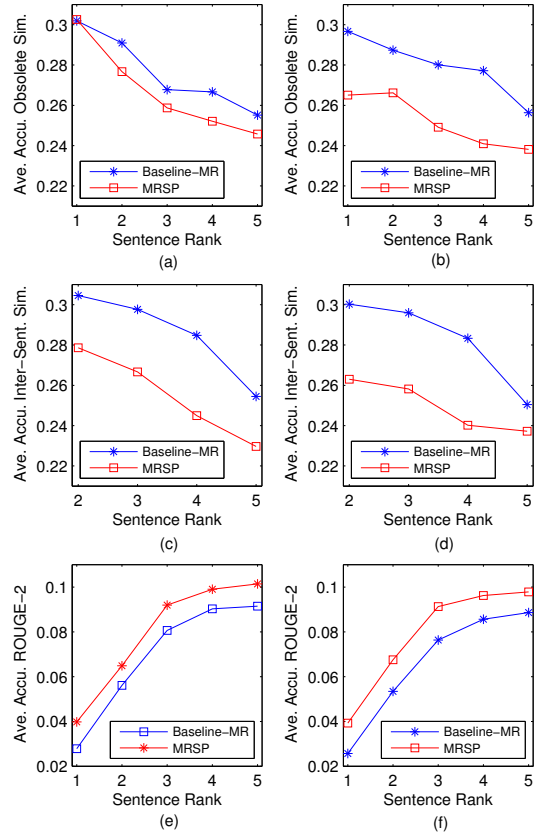 Ave. Accu. Obsolete Sim.
0.3
0.28
0.26
0.24
0.22
Baseline−MR
MRSP
1 2 3 4 5
Sentence Rank
(a)
Ave. Accu. Obsolete Sim.
0.3
0.28
0.26
0.24
0.22
Baseline−MR
MRSP
1 2 3 4 5
Sentence Rank
(b)
Ave. Accu. Inter−Sent. Sim.
0.3
0.28
0.26
0.24
0.22
Baseline−MR
MRSP
2 3 4 5
Sentence Rank
(c)
Ave. Accu. Inter−Sent. Sim.
0.3
0.28
0.26
0.24
0.22
Baseline−MR
MRSP
2 3 4 5
Sentence Rank
(d)
Ave. Accu. ROUGE−2
0.1
0.08
0.06
0.04
0.02
Baseline−MR
MRSP
1 2 3 4 5
Sentence Rank
(e)
Ave. Accu. ROUGE−2
0.1
0.08
0.06
0.04
0.02
Baseline−MR
MRSP
1 2 3 4 5
Sentence Rank
(f)